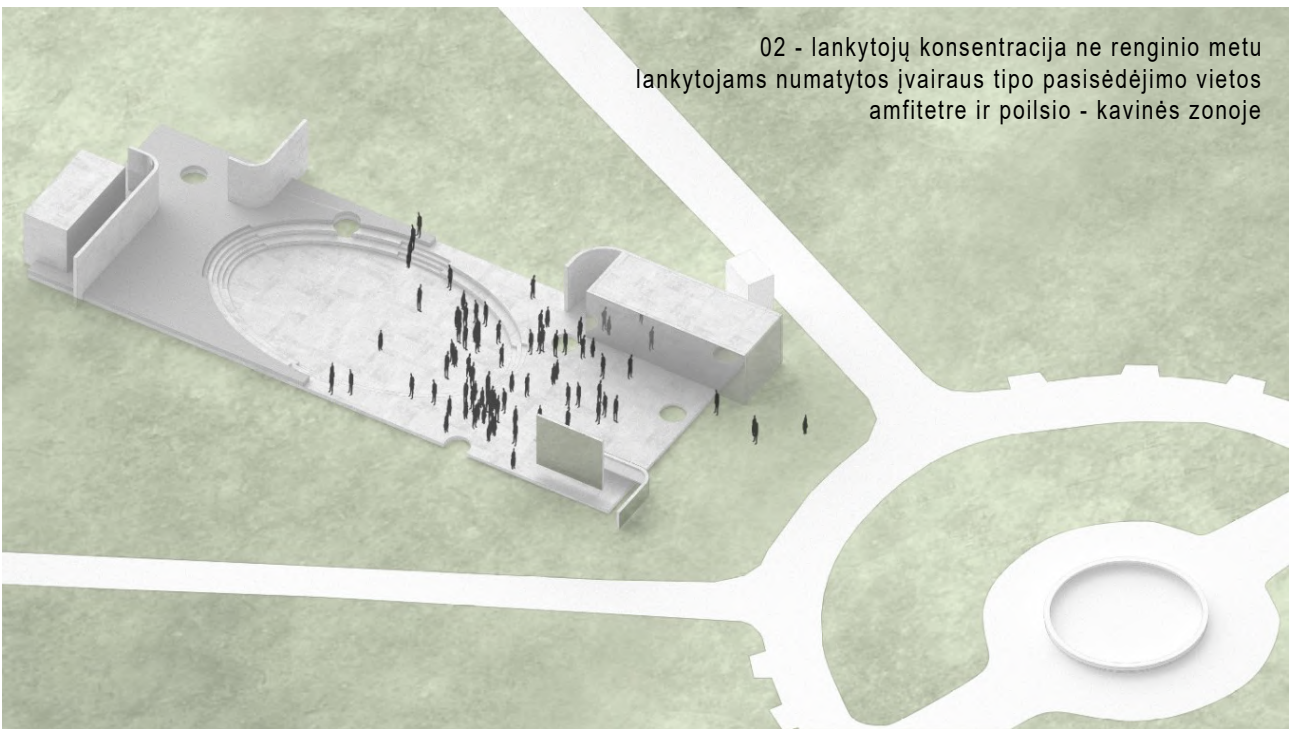 02 - lankytojų konsentracija ne renginio metu
lankytojams numatytos įvairaus tipo pasisėdėjimo vietos
amfitetre ir poilsio - kavinės zonoje